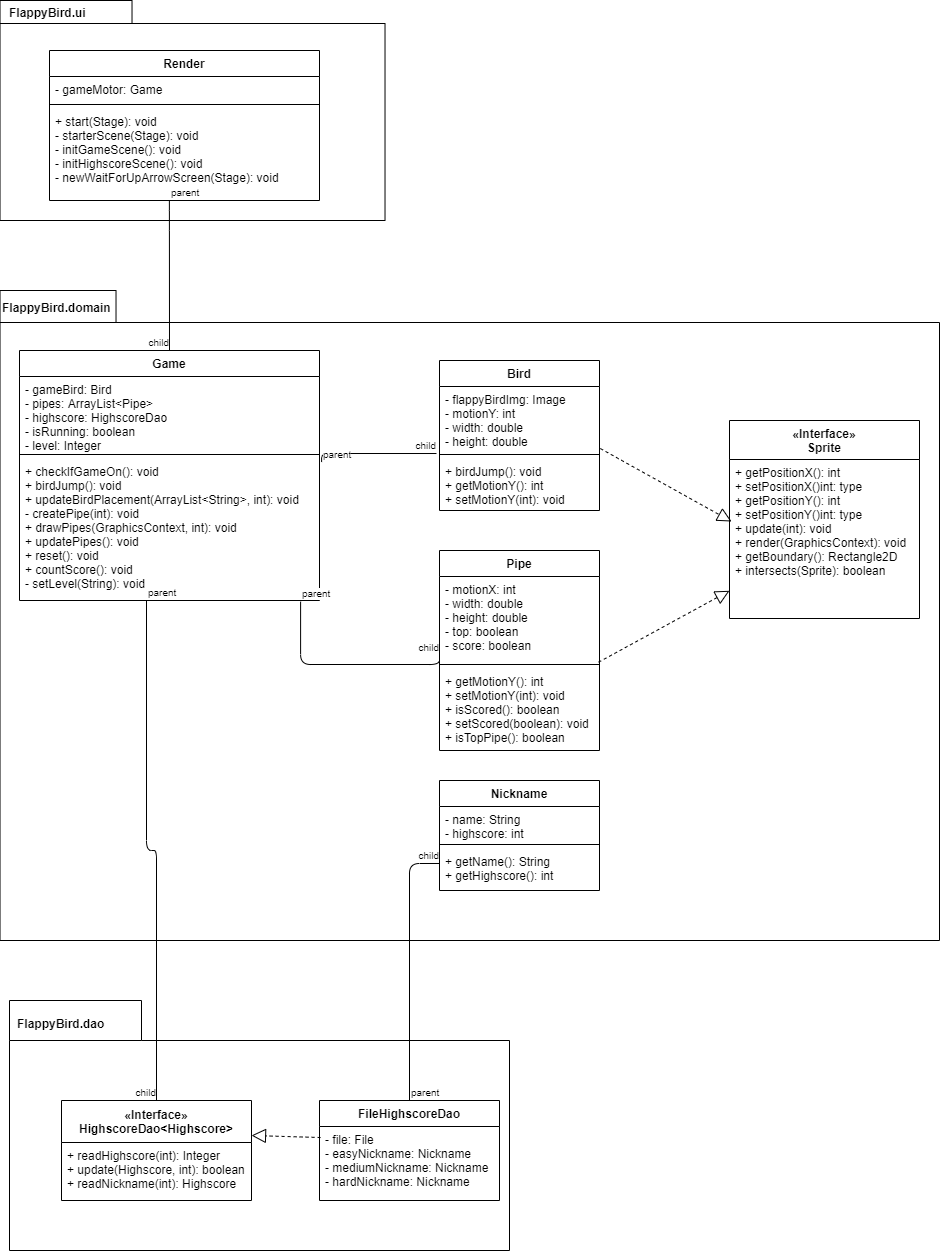 FlappyBird.ui
Render
- gameMotor: Game
+ start(Stage): void
- starterScene(Stage): void
- initGameScene(): void
- initHighscoreScene(): void
- newWaitForUpArrowScreen(Stage): void
parent
FlappyBird.domain
child
Game
- gameBird: Bird
- pipes: ArrayList<Pipe>
- highscore: HighscoreDao
- isRunning: boolean
- level: Integer
+ checkIfGameOn(): void
+ birdJump(): void
+ updateBirdPlacement(ArrayList<String>, int): void
- createPipe(int): void
+ drawPipes(GraphicsContext, int): void
+ updatePipes(): void
+ reset(): void
+ countScore(): void
- setLevel(String): void
parent
parent
parent
child
Bird
- flappyBirdImg: Image
- motionY: int
- width: double
- height: double
+ birdJump(): void
+ getMotionY(): int
+ setMotionY(int): void
«Interface»
Sprite
+ getPositionX(): int
+ setPositionX()int: type
+ getPositionY(): int
+ setPositionY()int: type
+ update(int): void
+ render(GraphicsContext): void
+ getBoundary(): Rectangle2D
+ intersects(Sprite): boolean
Pipe
- motionX: int
- width: double
- height: double
- top: boolean
- score: boolean
child
+ getMotionY(): int
+ setMotionY(int): void
+ isScored(): boolean
+ setScored(boolean): void
+ isTopPipe(): boolean
Nickname
- name: String
- highscore: int
child
+ getName(): String
+ getHighscore(): int
FlappyBird.dao
child
parent
«Interface»
HighscoreDao<Highscore>
+ readHighscore(int): Integer
+ update(Highscore, int): boolean
+ readNickname(int): Highscore
FileHighscoreDao
- file: File
- easyNickname: Nickname
- mediumNickname: Nickname
- hardNickname: Nickname